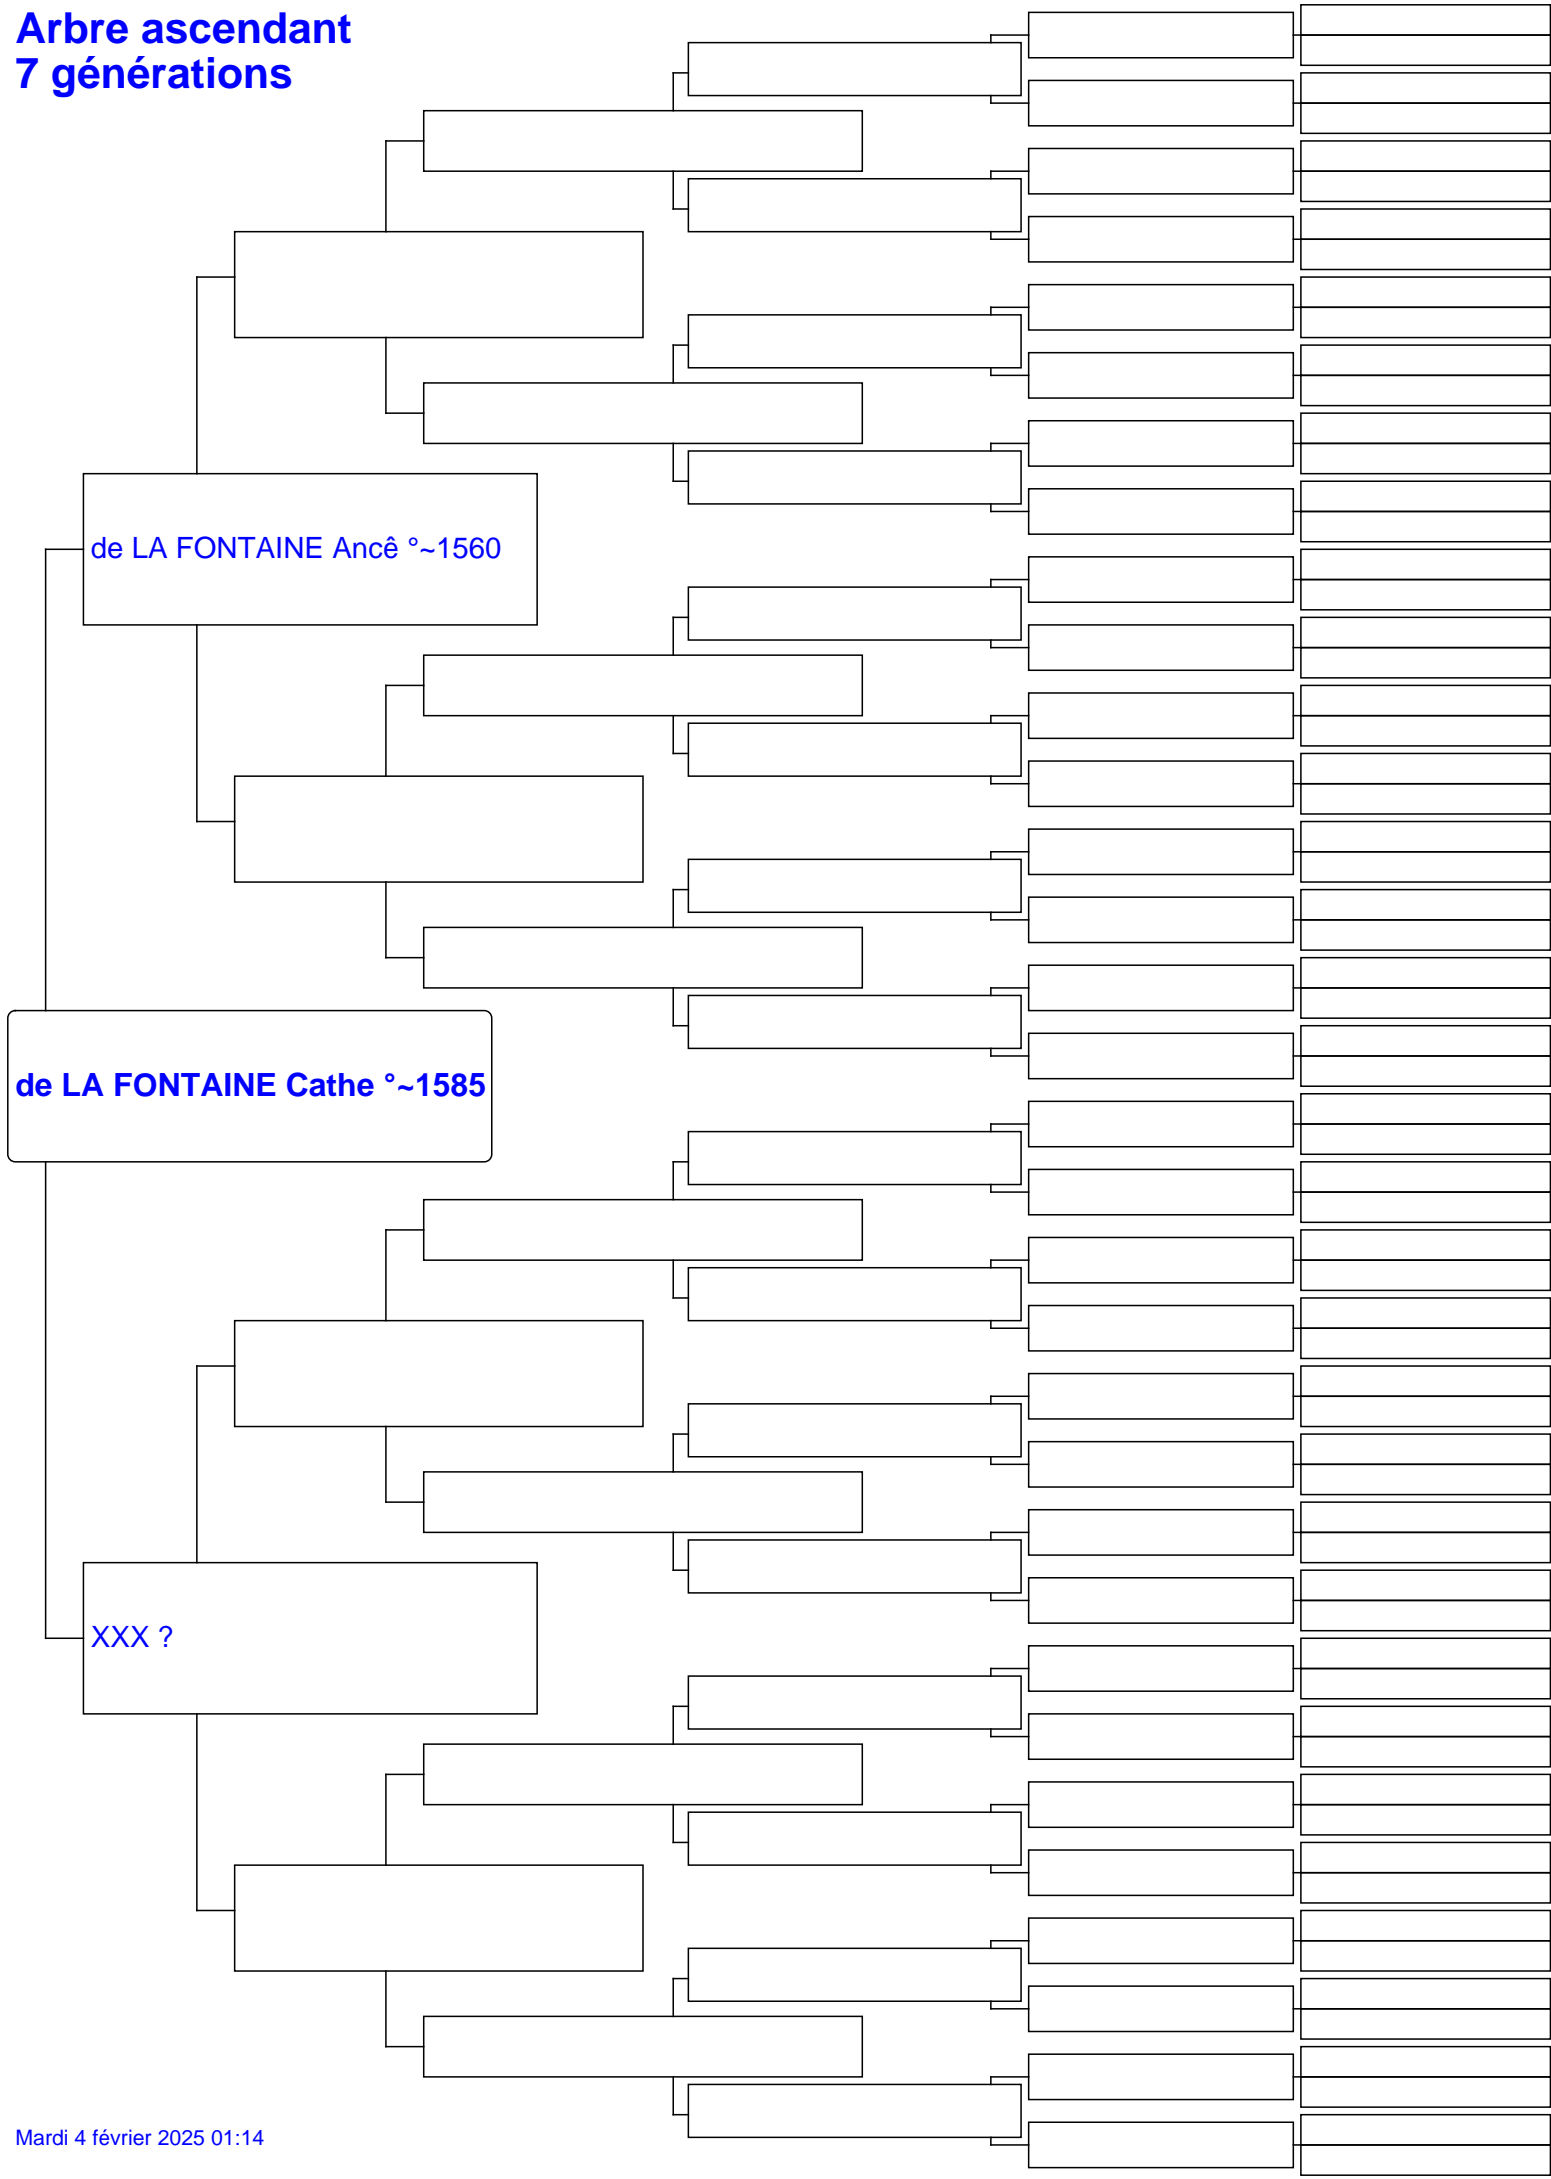 Arbre ascendant
7 générations
de LA FONTAINE Ancê °~1560
de LA FONTAINE Cathe °~1585
XXX ?
Mardi 4 février 2025 01:14